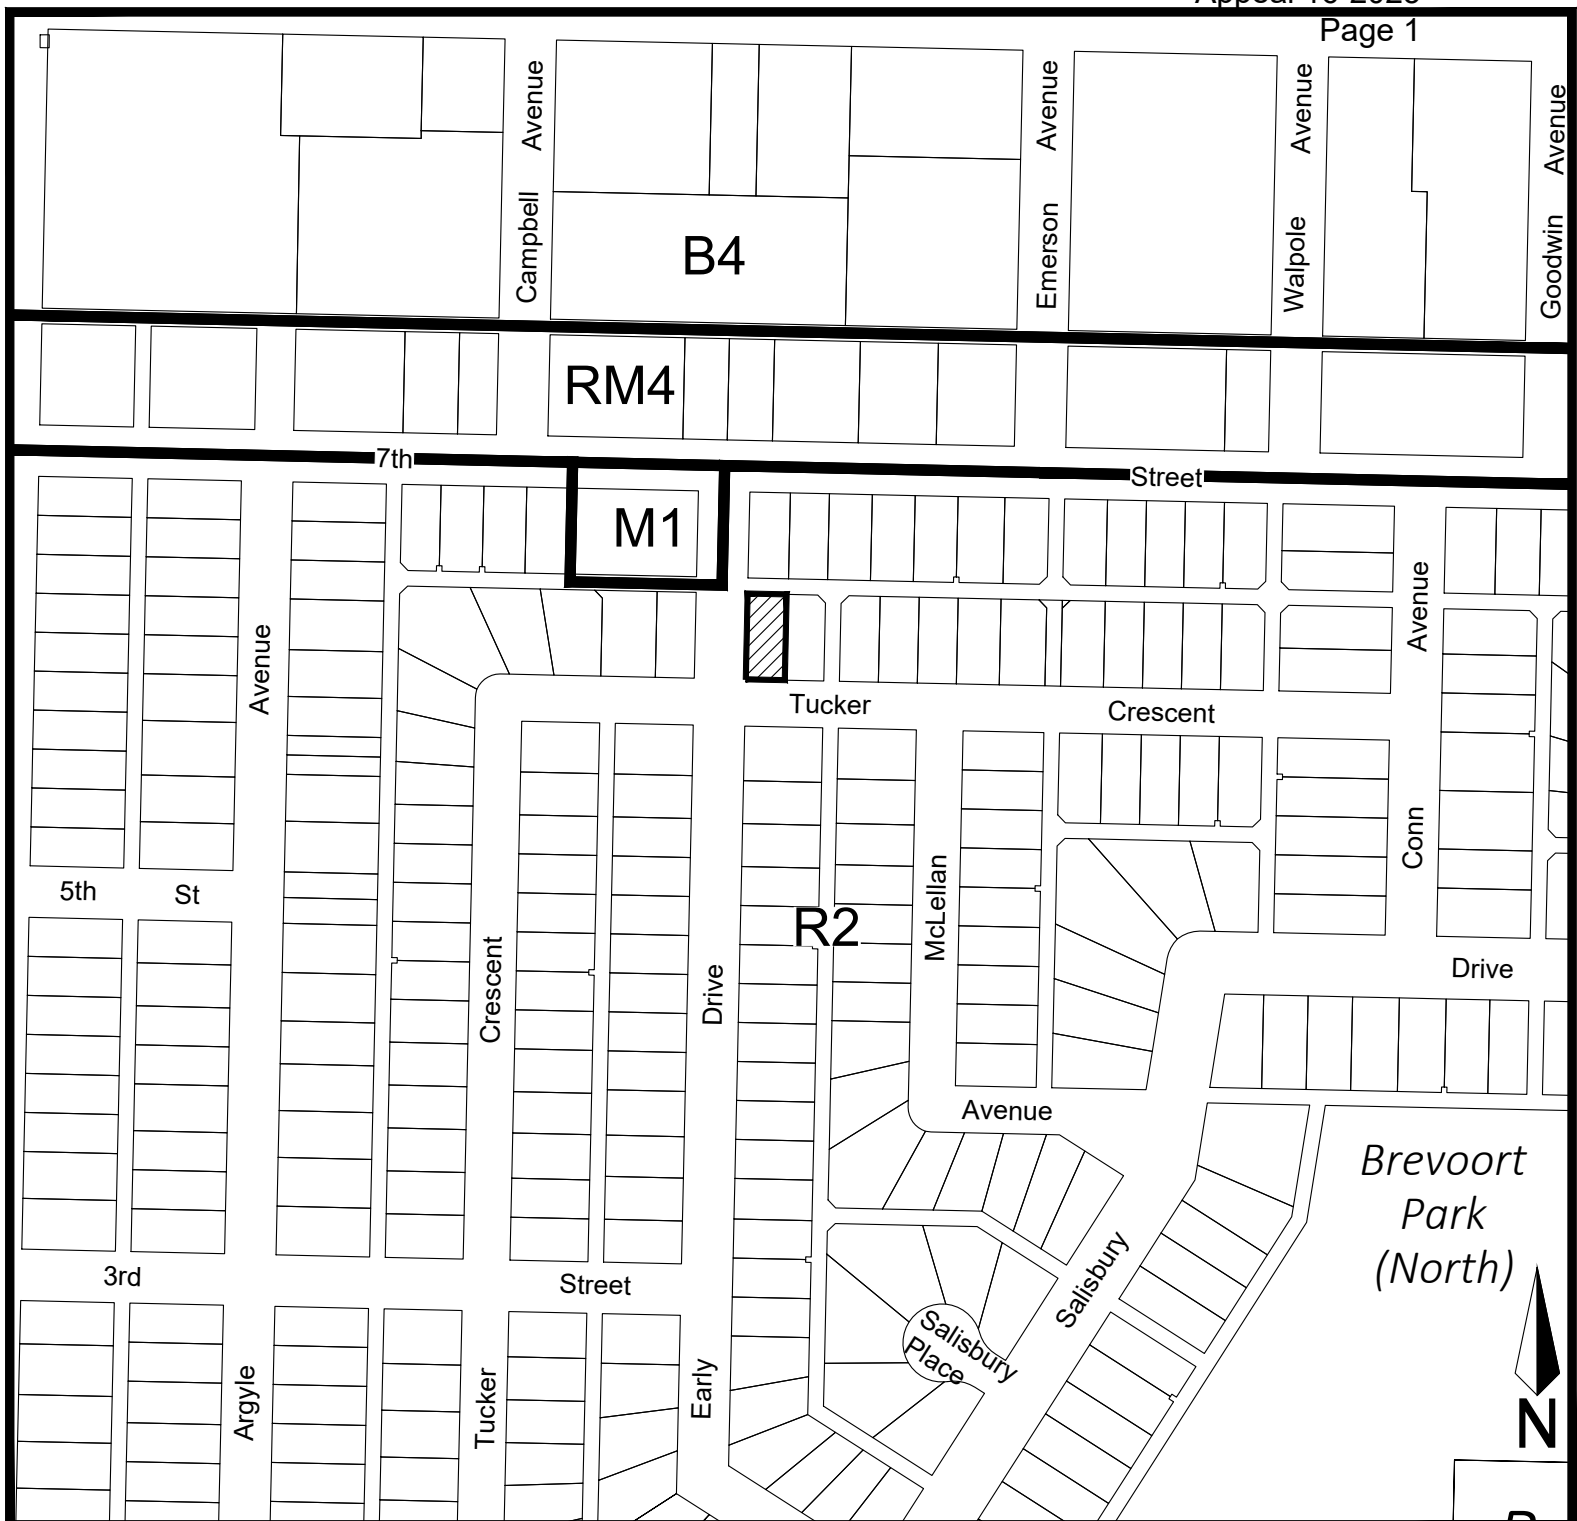 Page 1
Campbell Avenue
Emerson Avenue
Walpole Avenue
Goodwin Avenue
B4
RM4
7th Street
M1
Avenue
Avenue
Tucker Crescent
5th St
Conn
McLellan
R2
Crescent
Drive
Drive
Avenue
Brevoort
Park
(North)
Salisbury
3rd Street
Salisbury
Place
Argyle
Tucker
Early
N